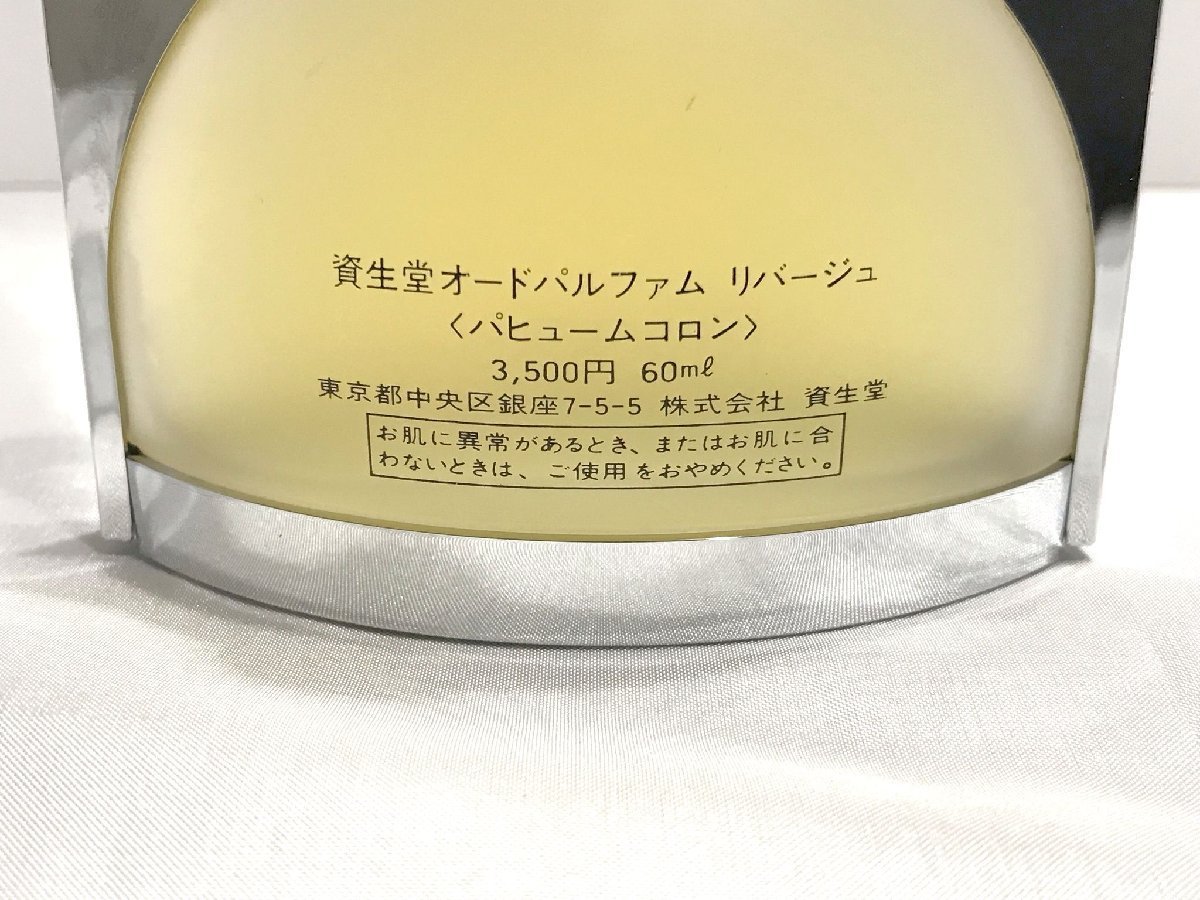 資生堂オードパルファム リバージュ
〈パヒュームコロン〉
3,500円 60ml
東京都中央区銀座7-5-5 株式会社 資生堂
お肌に異常があるとき、またはお肌に合
わないときは、ご使用をおやめください。